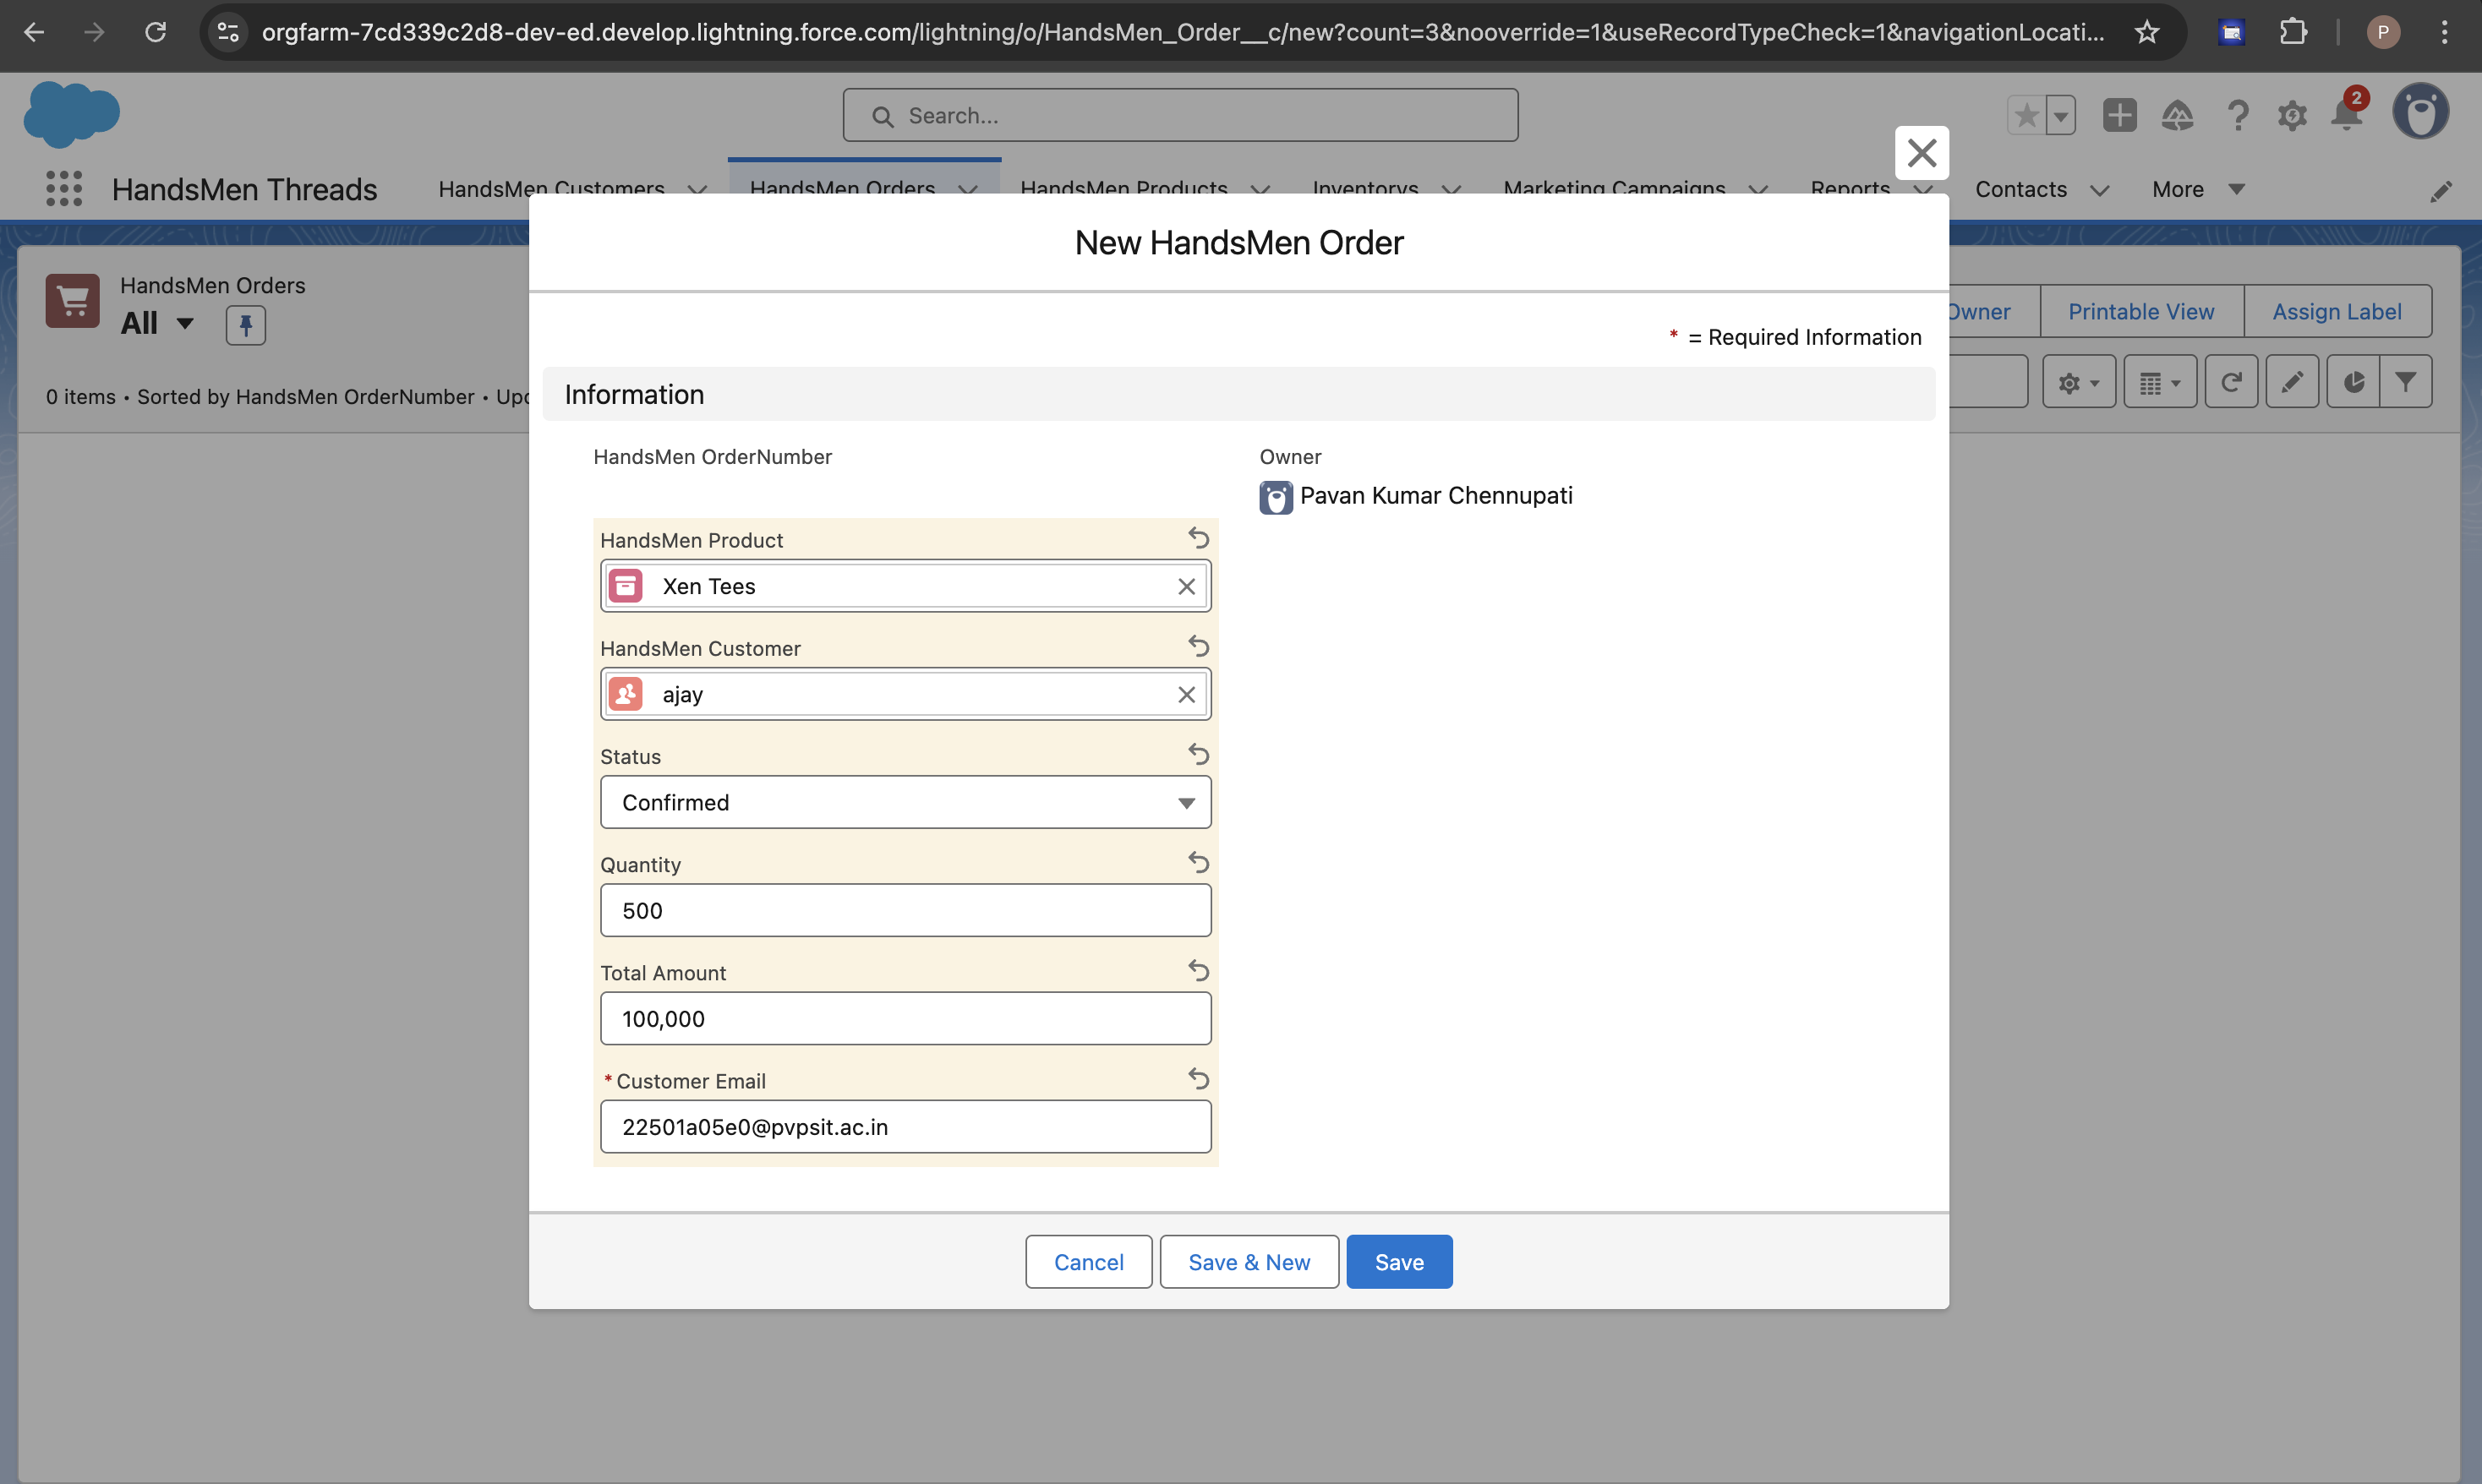 orgfarm-7cd339c2d8-dev-ed.develop.lightning.force.com/lightning/o/HandsMen_Order__c/new?count=3&nooverride=1&useRecordTypeCheck=1&navigationLocati...
P
Search...
2
HandsMen Threads
HandsMen Customers
HandsMen Orders
HandsMen Products
Inventorys
Marketing Campaigns
Reports
Contacts
More
New HandsMen Order
HandsMen Orders
All
Owner
Printable View
Assign Label
* = Required Information
0 items • Sorted by HandsMen OrderNumber •
Information
HandsMen OrderNumber
Owner
Pavan Kumar Chennupati
HandsMen Product
Xen Tees
HandsMen Customer
ajay
Status
Confirmed
Quantity
500
Total Amount
100,000
* Customer Email
22501a05e0@pvpsit.ac.in
Cancel
Save & New
Save